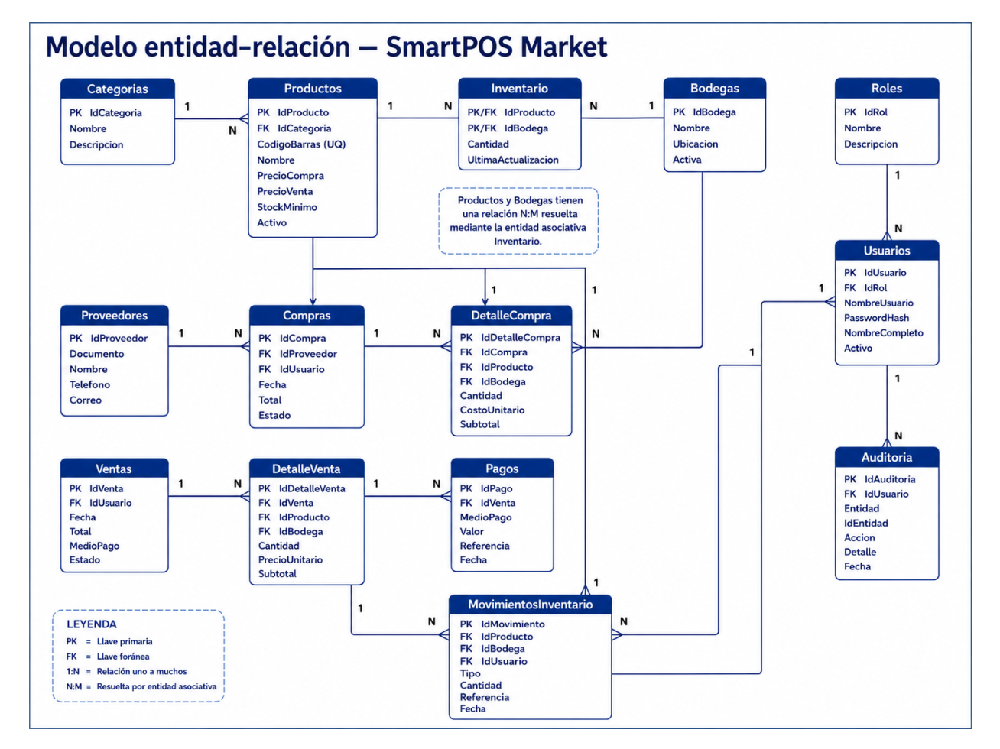 Modelo entidad–relación — SmartPOS Market
Categorias
PK IdCategoria
Nombre
Descripcion
1
N
Productos
PK IdProducto
FK IdCategoria
CodigoBarras (UQ)
Nombre
PrecioCompra
PrecioVenta
StockMinimo
Activo
1
N
Inventario
PK/FK IdProducto
PK/FK IdBodega
Cantidad
UltimaActualizacion
N
1
Bodegas
PK IdBodega
Nombre
Ubicacion
Activa
Roles
PK IdRol
Nombre
Descripcion
1
N
Productos y Bodegas tienen
una relación N:M resuelta
mediante la entidad asociativa
Inventario.
Usuarios
PK IdUsuario
FK IdRol
NombreUsuario
PasswordHash
NombreCompleto
Activo
1
1
1
1
N
Proveedores
PK IdProveedor
Documento
Nombre
Telefono
Correo
1
N
Compras
PK IdCompra
FK IdProveedor
FK IdUsuario
Fecha
Total
Estado
1
N
DetalleCompra
PK IdDetalleCompra
FK IdCompra
FK IdProducto
FK IdBodega
Cantidad
CostoUnitario
Subtotal
N
1
Auditoria
PK IdAuditoria
FK IdUsuario
Entidad
IdEntidad
Accion
Detalle
Fecha
Ventas
PK IdVenta
FK IdUsuario
Fecha
Total
MedioPago
Estado
1
N
DetalleVenta
PK IdDetalleVenta
FK IdVenta
FK IdProducto
FK IdBodega
Cantidad
PrecioUnitario
Subtotal
1
N
Pagos
PK IdPago
FK IdVenta
MedioPago
Valor
Referencia
Fecha
1
1
N
MovimientosInventario
PK IdMovimiento
FK IdProducto
FK IdBodega
FK IdUsuario
Tipo
Cantidad
Referencia
Fecha
N
LEYENDA
PK = Llave primaria
FK = Llave foránea
1:N = Relación uno a muchos
N:M = Resuelta por entidad asociativa